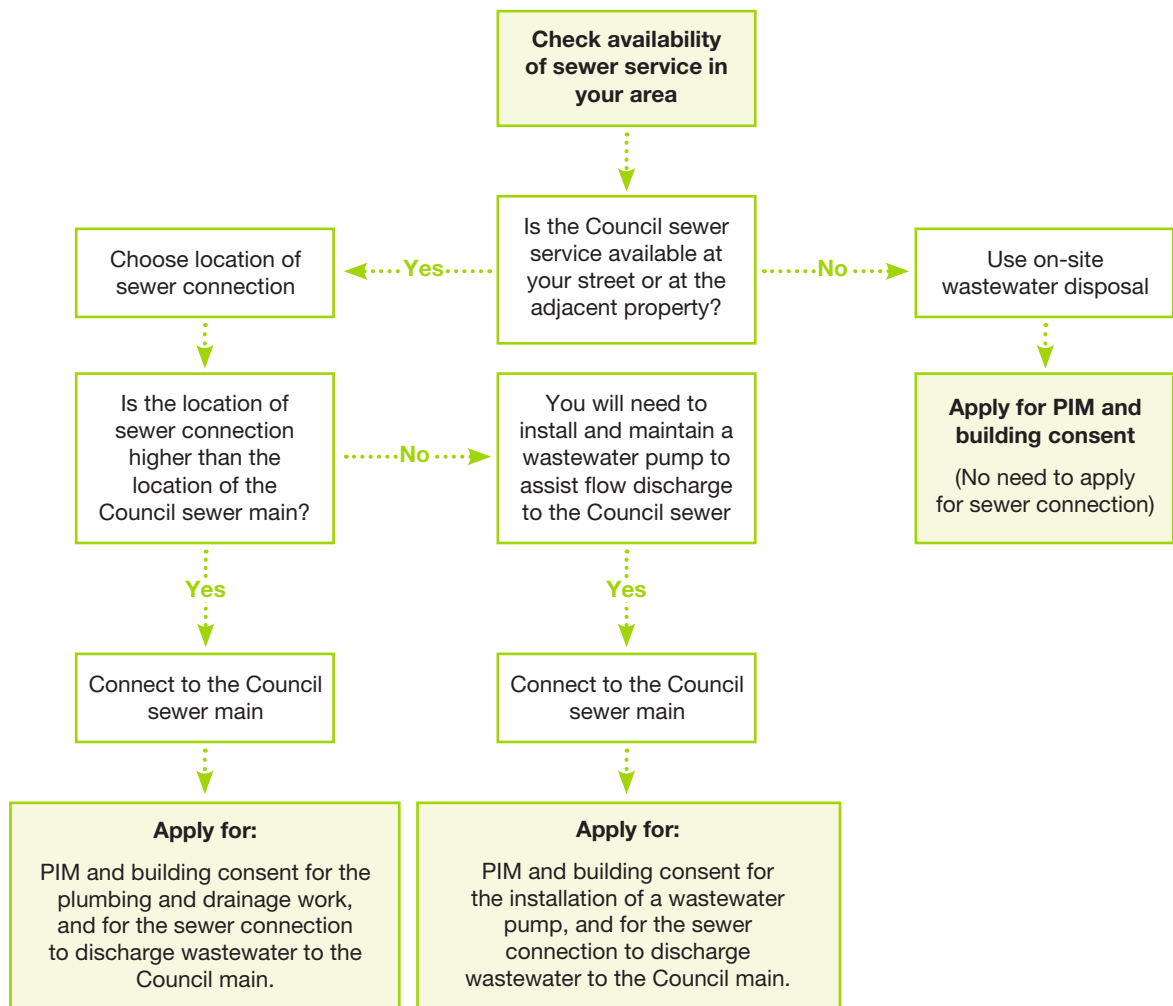 Check availability
of sewer service in
your area
Is the Council sewer
service available at
your street or at the
adjacent property?
Yes
No
Choose location of
sewer connection
Use on-site
wastewater disposal
Is the location of
sewer connection
higher than the
location of the
Council sewer main?
No
You will need to
install and maintain a
wastewater pump to
assist flow discharge
to the Council sewer
Apply for PIM and
building consent
(No need to apply
for sewer connection)
Yes
Yes
Connect to the Council
sewer main
Connect to the Council
sewer main
Apply for:
PIM and building consent for the
plumbing and drainage work,
and for the sewer connection
to discharge wastewater to the
Council main.
Apply for:
PIM and building consent for
the installation of a wastewater
pump, and for the sewer
connection to discharge
wastewater to the Council main.